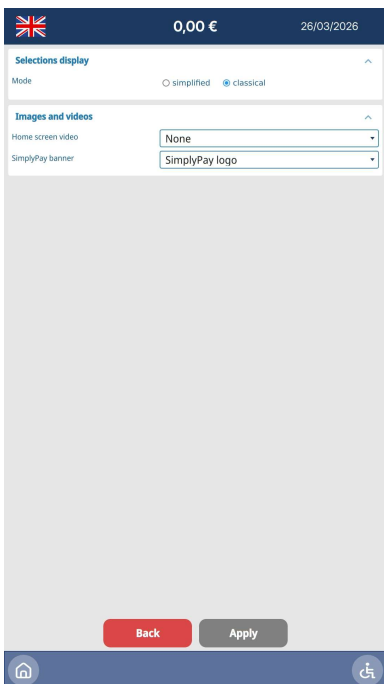 0,00 € 26/03/2026
Selections display
Mode simplified classical
Images and videos
Home screen video None
SimplyPay banner SimplyPay logo
Back Apply